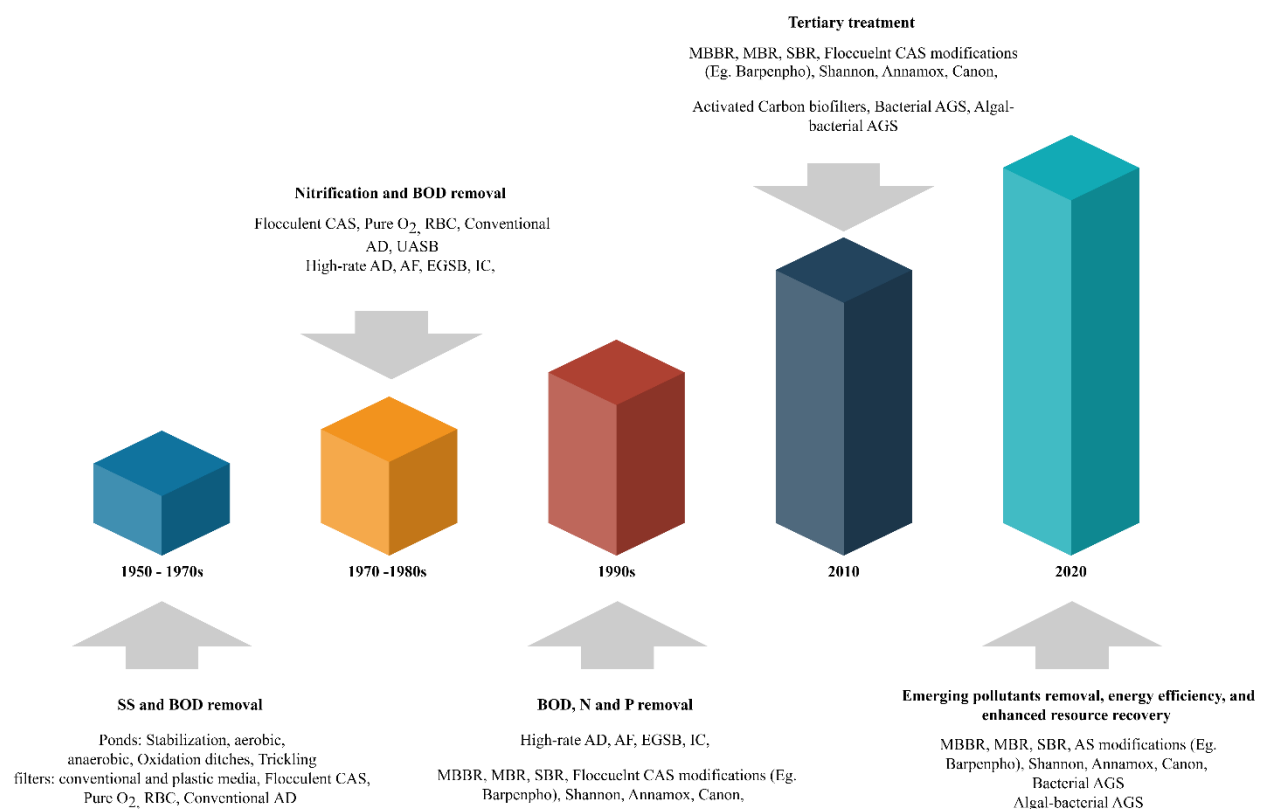 Tertiary treatment
MBBR, MBR, SBR, Floccuelnt CAS modifications
(Eg. Barpenpho), Shannon, Annamox, Canon,
Activated Carbon biofilters, Bacterial AGS, Algal-
bacterial AGS
Nitrification and BOD removal
Flocculent CAS, Pure O2, RBC, Conventional
AD, UASB
High-rate AD, AF, EGSB, IC,
1950 - 1970s
1970 -1980s
1990s
2010
2020
SS and BOD removal
Ponds: Stabilization, aerobic,
anaerobic, Oxidation ditches, Trickling
filters: conventional and plastic media, Flocculent CAS,
Pure O2, RBC, Conventional AD
BOD, N and P removal
High-rate AD, AF, EGSB, IC,
MBBR, MBR, SBR, Floccuelnt CAS modifications (Eg.
Barpenpho), Shannon, Annamox, Canon,
Emerging pollutants removal, energy efficiency, and
enhanced resource recovery
MBBR, MBR, SBR, AS modifications (Eg.
Barpenpho), Shannon, Annamox, Canon,
Bacterial AGS
Algal-bacterial AGS